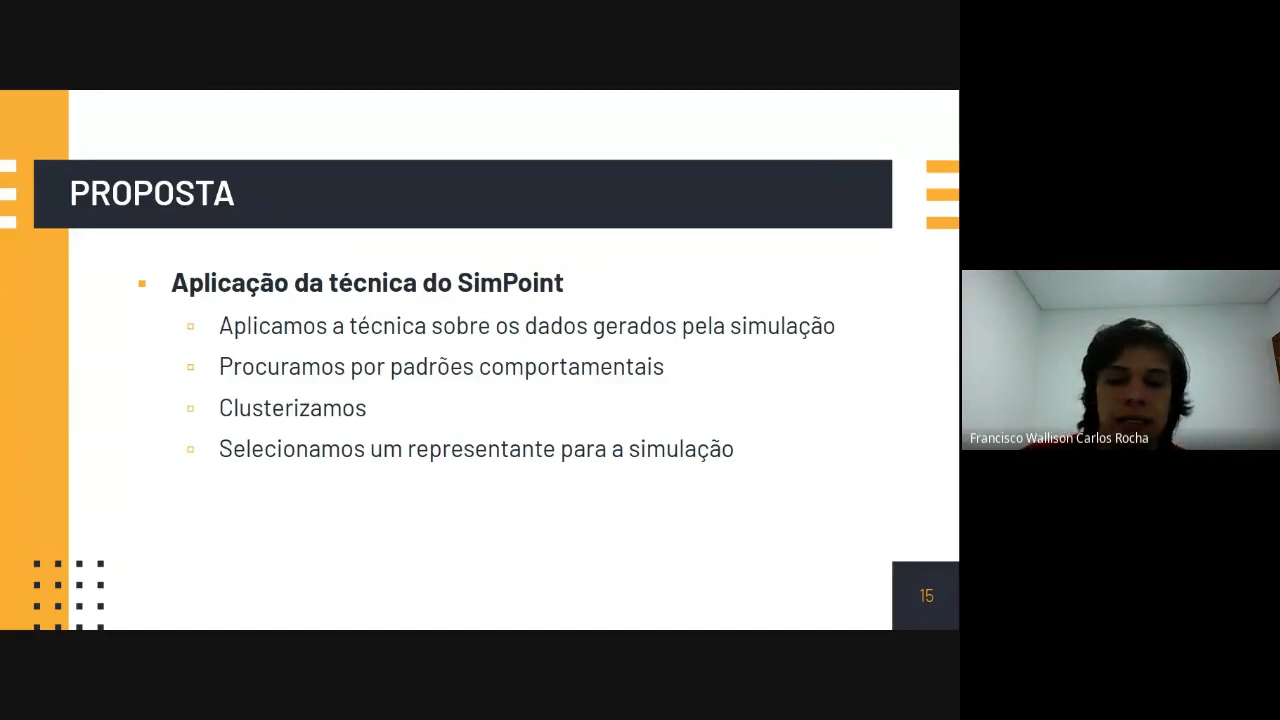 PROPOSTA
Aplicação da técnica do SimPoint
Aplicamos a técnica sobre os dados gerados pela simulação
Procuramos por padrões comportamentais
Clusterizamos
Selecionamos um representante para a simulação
15
Francisco Wallison Carlos Rocha